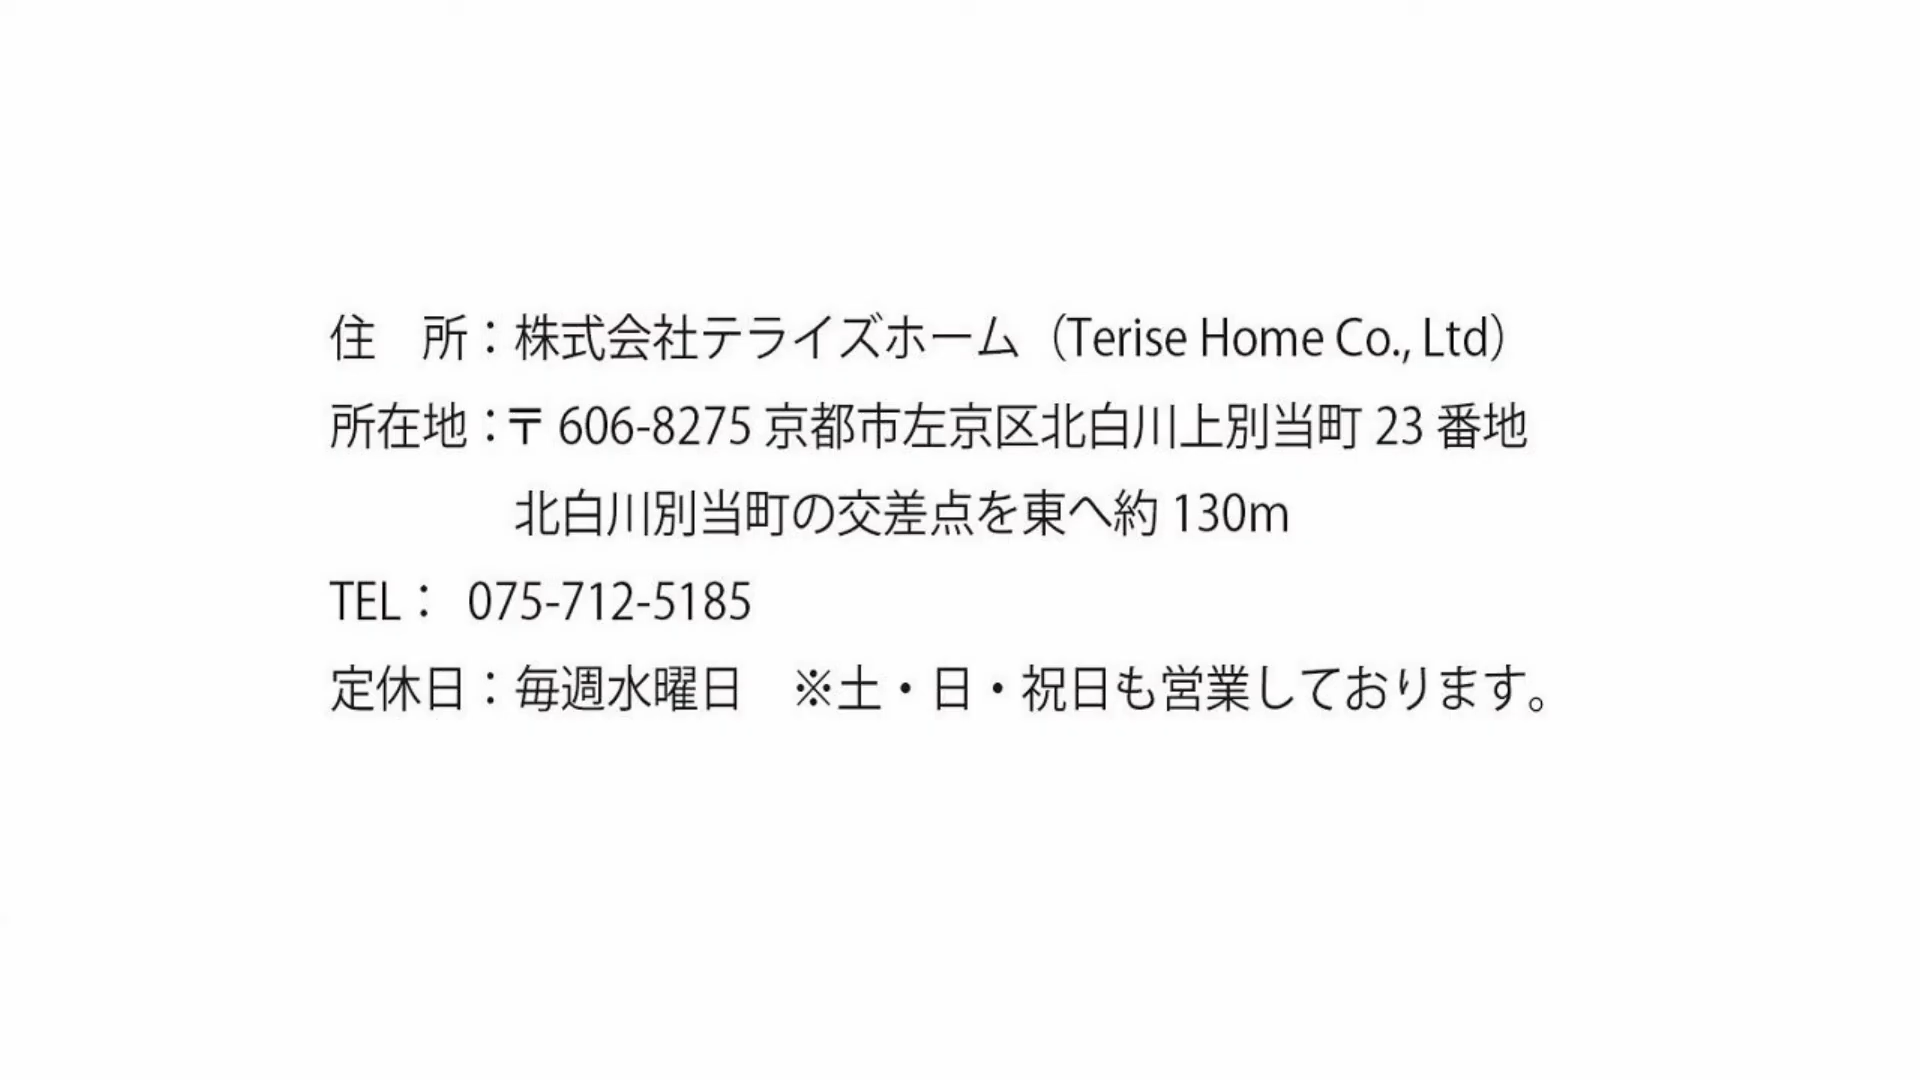 住　所：株式会社テライズホーム（Terise Home Co., Ltd）
所在地：〒 606-8275 京都市左京区北白川上別当町 23 番地
北白川別当町の交差点を東へ約 130m
TEL： 075-712-5185
定休日：毎週水曜日　※土・日・祝日も営業しております。